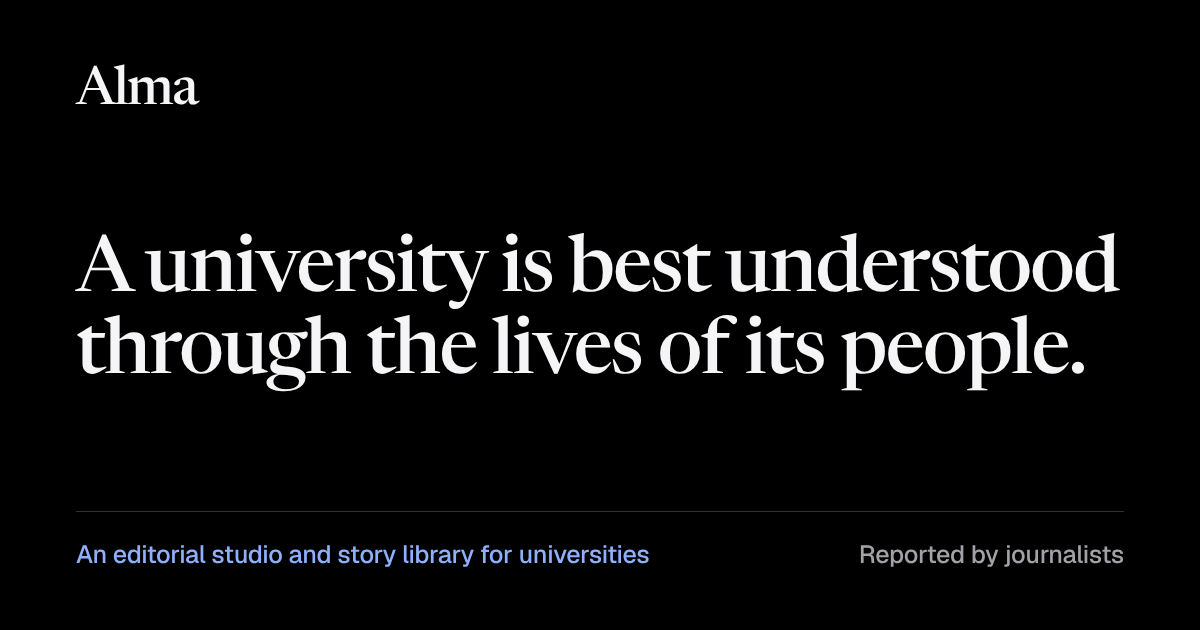 Alma
A university is best understood
through the lives of its people.
An editorial studio and story library for universities
Reported by journalists